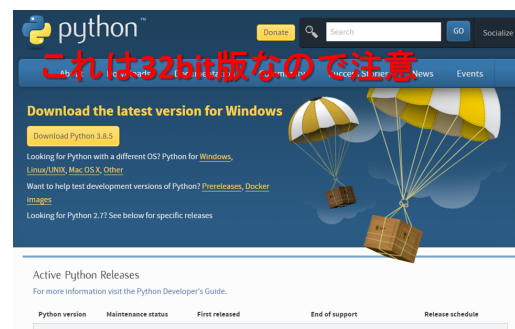 python™
Donate
Search
GO
Socialize
これは32bit版なので注意
About Downloads Documentation Community Success Stories News Events
Download the latest version for Windows
Download Python 3.8.5
Looking for Python with a different OS? Python for Windows,
Linux/UNIX, Mac OS X, Other
Want to help test development versions of Python? Prereleases, Docker
images
Looking for Python 2.7? See below for specific releases
Active Python Releases
For more information visit the Python Developer's Guide.
Python version Maintenance status First released End of support Release schedule